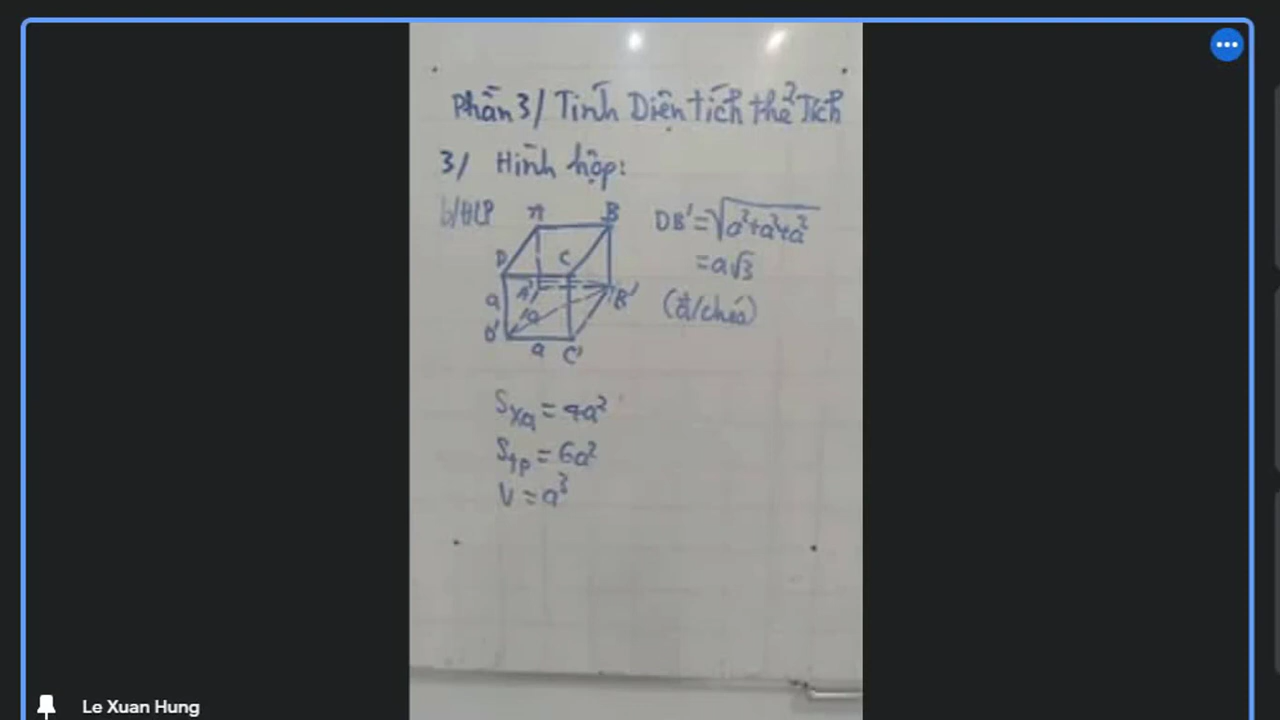 Phần 3/ Tính Diện tích thể Tích
3/ Hình hộp:
b/ HLP
A B
D C
a A' B'
a
D' a C'
DB' = √a²+a²+a²
= a√3
(đ/chéo)
Sxq = 4a²
Stp = 6a²
V = a³
Le Xuan Hung